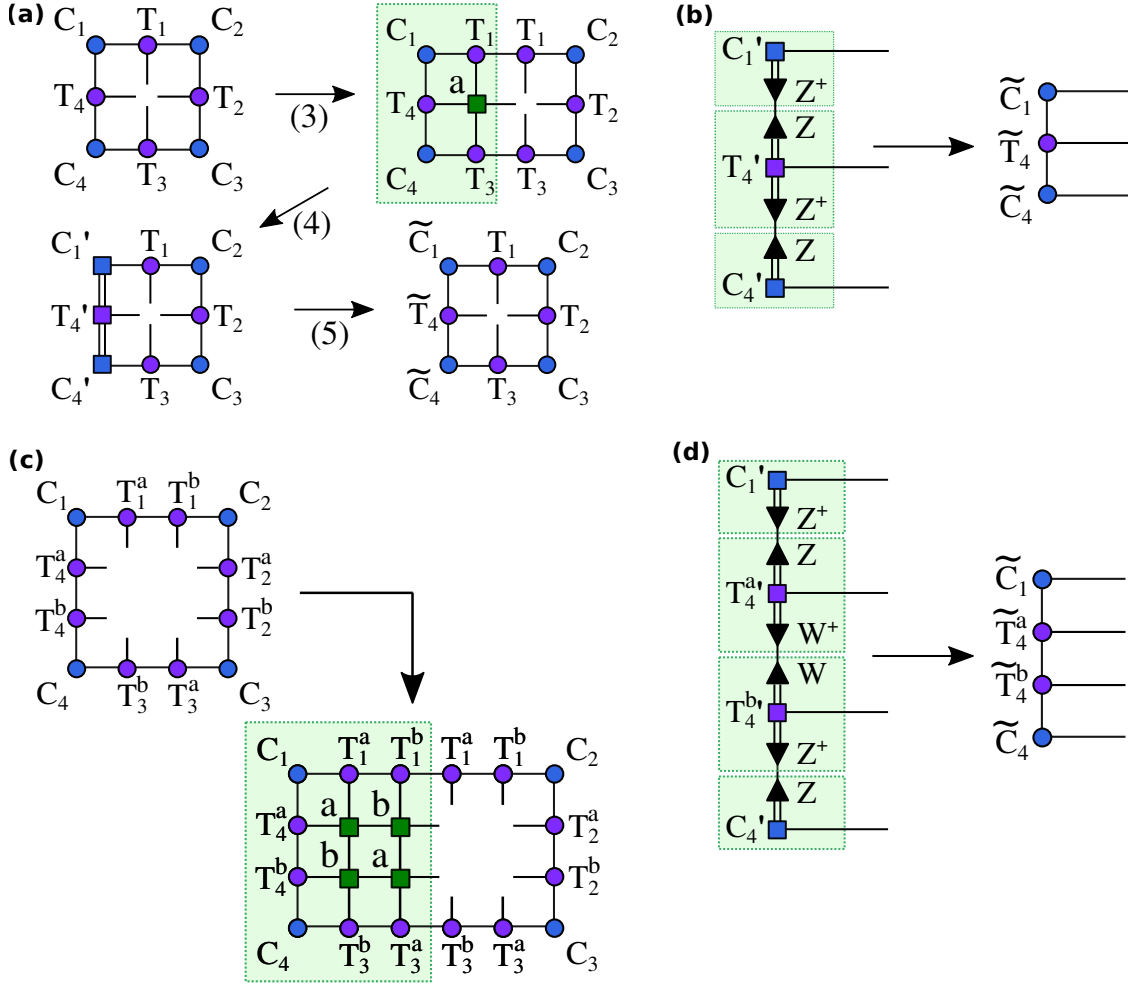 (a)
C₁ T₁ C₂
T₄ T₂
C₄ T₃ C₃
(3)
C₁ T₁ T₁ C₂
a
T₄ T₂
C₄ T₃ T₃ C₃
(4)
C₁' T₁ C₂
T₄' T₂
C₄' T₃ C₃
(5)
C̃₁ T₁ C₂
T̃₄ T₂
C̃₄ T₃ C₃
(b)
C₁'
Z⁺
Z
T₄'
Z⁺
Z
C₄'
C̃₁
T̃₄
C̃₄
(c)
C₁ T₁ᵃ T₁ᵇ C₂
T₄ᵃ T₂ᵃ
T₄ᵇ T₂ᵇ
C₄ T₃ᵇ T₃ᵃ C₃
C₁ T₁ᵃ T₁ᵇ T₁ᵃ T₁ᵇ C₂
a b
T₄ᵃ T₂ᵃ
b a
T₄ᵇ T₂ᵇ
C₄ T₃ᵇ T₃ᵃ T₃ᵇ T₃ᵃ C₃
(d)
C₁'
Z⁺
Z
T₄ᵃ'
W⁺
W
T₄ᵇ'
Z⁺
Z
C₄'
C̃₁
T̃₄ᵃ
T̃₄ᵇ
C̃₄